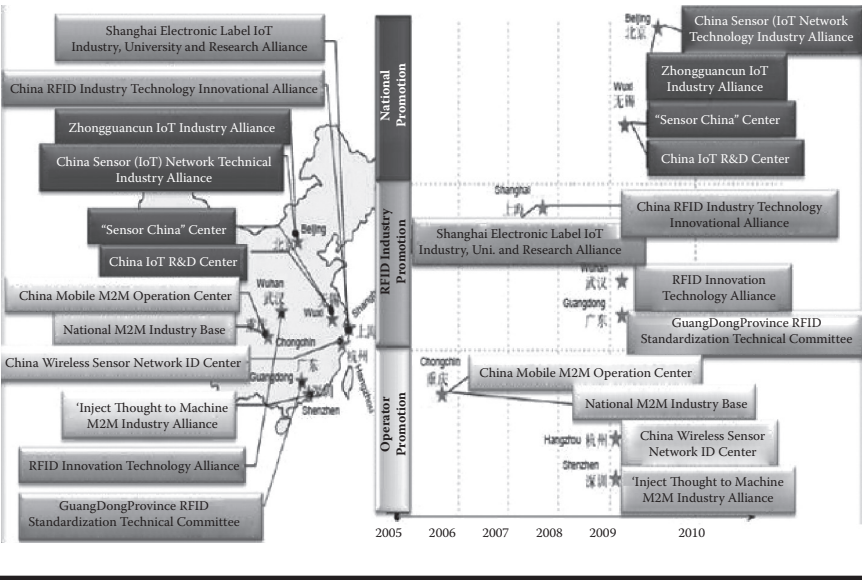 Shanghai Electronic Label IoT
Industry, University and Research Alliance
China RFID Industry Technology Innovational Alliance
Zhongguancun IoT Industry Alliance
China Sensor (IoT) Network Technical
Industry Alliance
"Sensor China" Center
China IoT R&D Center
China Mobile M2M Operation Center
National M2M Industry Base
China Wireless Sensor Network ID Center
'Inject Thought to Machine
M2M Industry Alliance
RFID Innovation Technology Alliance
GuangDongProvince RFID
Standardization Technical Committee
Beijing
Wuhan
武汉
Wuxi
上海
Chongchin
杭州
Hangzhou
广东
Guangdong
Shenzhen
National
Promotion
RFID Industry
Promotion
Operator
Promotion
Beijing
北京
China Sensor (IoT Network
Technology Industry Alliance
Zhongguancun IoT
Industry Alliance
Wuxi
无锡
"Sensor China" Center
China IoT R&D Center
Shanghai
上海
China RFID Industry Technology
Innovational Alliance
Shanghai Electronic Label IoT
Industry, Uni. and Research Alliance
Wuhan
武汉
RFID Innovation
Technology Alliance
Guangdong
广东
GuangDongProvince RFID
Standardization Technical Committee
Chongchin
重庆
China Mobile M2M Operation Center
National M2M Industry Base
Hangzhou 杭州
China Wireless Sensor
Network ID Center
Shenzhen
深圳
'Inject Thought to Machine
M2M Industry Alliance
2005 2006 2007 2008 2009 2010